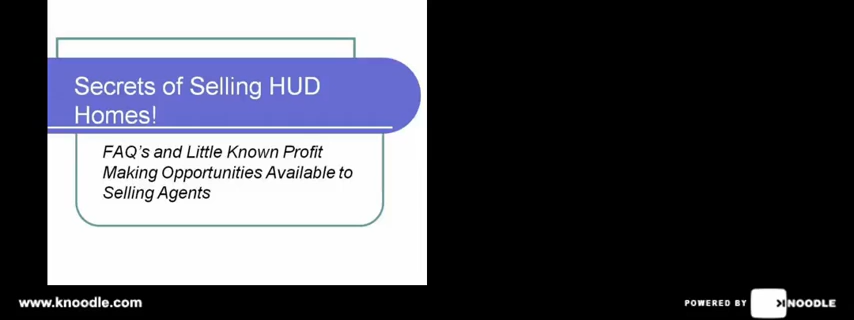 Secrets of Selling HUD
Homes!
FAQ's and Little Known Profit
Making Opportunities Available to
Selling Agents
www.knoodle.com
POWERED BY KNOODLE